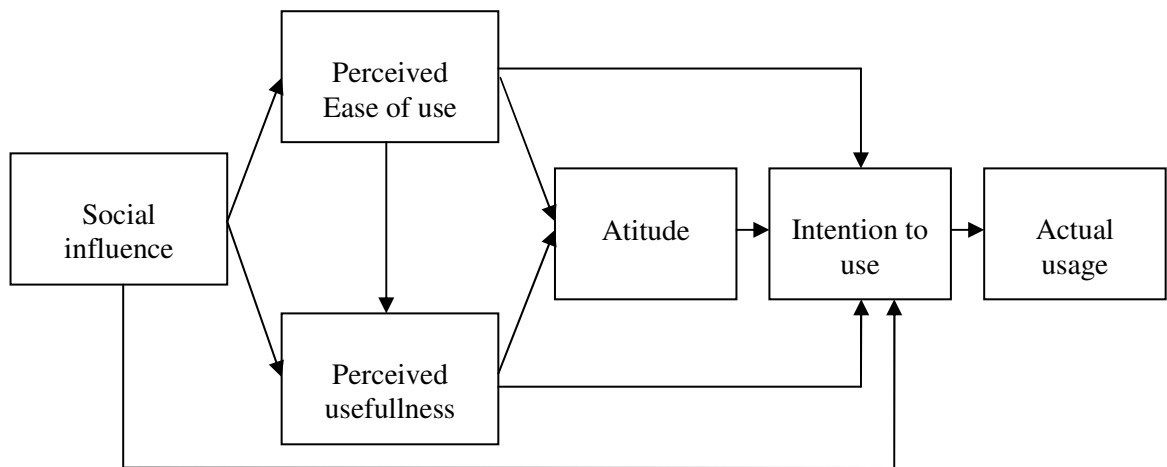 Perceived
Ease of use
Social
influence
Atitude
Intention to
use
Actual
usage
Perceived
usefullness